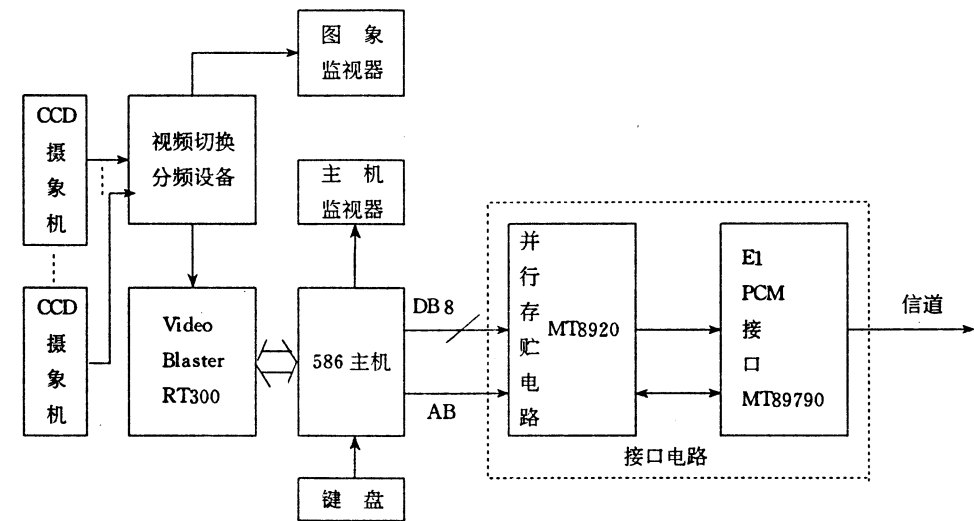 图 象
监视器
CCD
摄
象
机
视频切换
分频设备
主 机
监视器
CCD
摄
象
机
Video
Blaster
RT300
586 主机
DB8
AB
并
行
存
贮
电
路
MT8920
E1
PCM
接
口
MT89790
信道
接口电路
键 盘